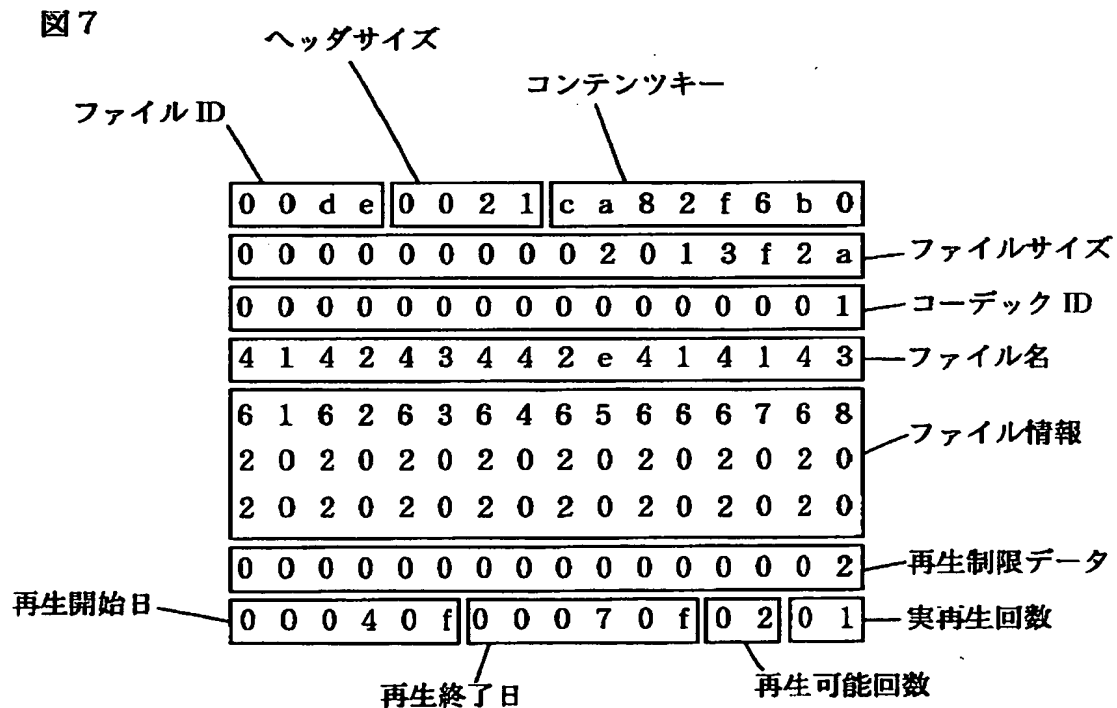 図7
ヘッダサイズ
コンテンツキー
ファイルID
0 0 d e 0 0 2 1 c a 8 2 f 6 b 0
0 0 0 0 0 0 0 0 0 2 0 1 3 f 2 a
ファイルサイズ
0 0 0 0 0 0 0 0 0 0 0 0 0 0 0 1
コーデック ID
4 1 4 2 4 3 4 4 2 e 4 1 4 1 4 3
ファイル名
6 1 6 2 6 3 6 4 6 5 6 6 6 7 6 8
2 0 2 0 2 0 2 0 2 0 2 0 2 0 2 0
2 0 2 0 2 0 2 0 2 0 2 0 2 0 2 0
ファイル情報
0 0 0 0 0 0 0 0 0 0 0 0 0 0 0 2
再生制限データ
再生開始日
0 0 0 4 0 f 0 0 0 7 0 f 0 2 0 1
実再生回数
再生終了日
再生可能回数